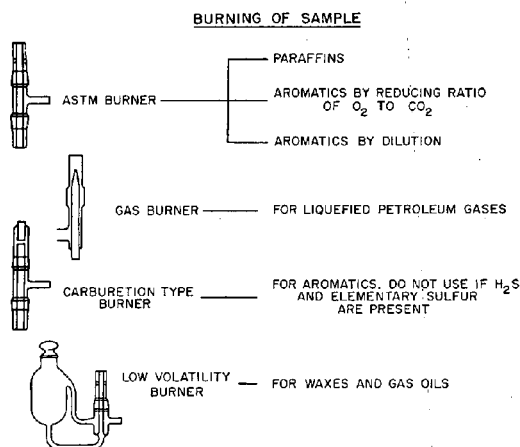 BURNING OF SAMPLE
PARAFFINS
ASTM BURNER
AROMATICS BY REDUCING RATIO
OF O₂ TO CO₂
AROMATICS BY DILUTION
GAS BURNER
FOR LIQUEFIED PETROLEUM GASES
CARBURETION TYPE
BURNER
FOR AROMATICS. DO NOT USE IF H₂S
AND ELEMENTARY SULFUR
ARE PRESENT
LOW VOLATILITY
BURNER
FOR WAXES AND GAS OILS